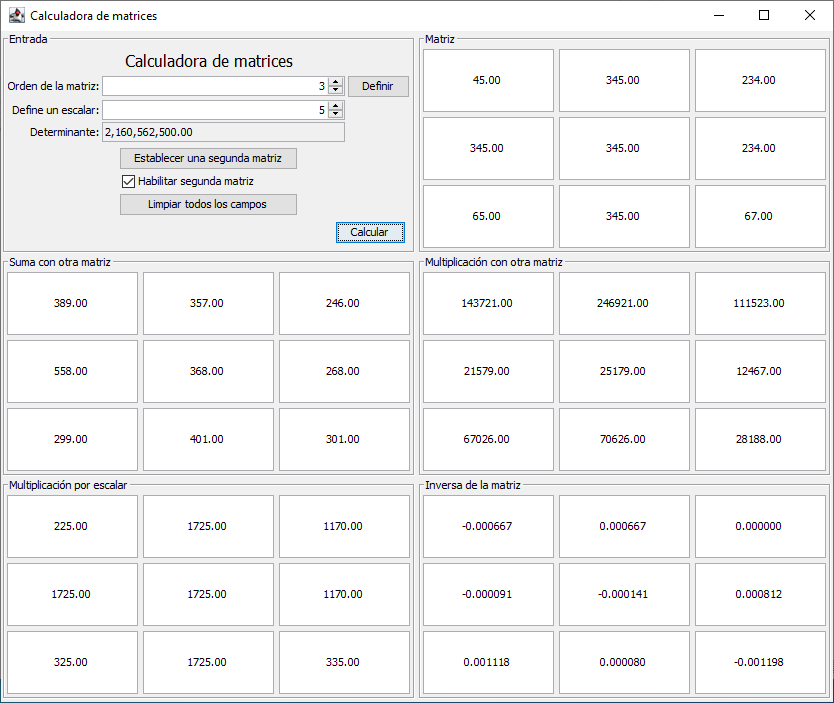 Calculadora de matrices
Entrada
Calculadora de matrices
Orden de la matriz: 3 Definir
Define un escalar: 5
Determinante: 2,160,562,500.00
Establecer una segunda matriz
Habilitar segunda matriz
Limpiar todos los campos
Calcular
Matriz
45.00 345.00 234.00
345.00 345.00 234.00
65.00 345.00 67.00
Suma con otra matriz
389.00 357.00 246.00
558.00 368.00 268.00
299.00 401.00 301.00
Multiplicación con otra matriz
143721.00 246921.00 111523.00
21579.00 25179.00 12467.00
67026.00 70626.00 28188.00
Multiplicación por escalar
225.00 1725.00 1170.00
1725.00 1725.00 1170.00
325.00 1725.00 335.00
Inversa de la matriz
-0.000667 0.000667 0.000000
-0.000091 -0.000141 0.000812
0.001118 0.000080 -0.001198